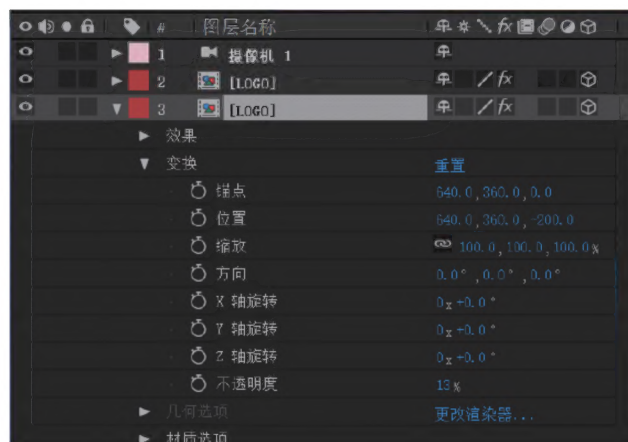 # 图层名称 fx
1 摄像机 1
2 [LOGO] fx
3 [LOGO] fx
效果
变换 重置
锚点 640.0,360.0,0.0
位置 640.0,360.0,-200.0
缩放 100.0,100.0,100.0%
方向 0.0°,0.0°,0.0°
X 轴旋转 0x+0.0°
Y 轴旋转 0x+0.0°
Z 轴旋转 0x+0.0°
不透明度 13%
几何选项 更改渲染器...
材质选项